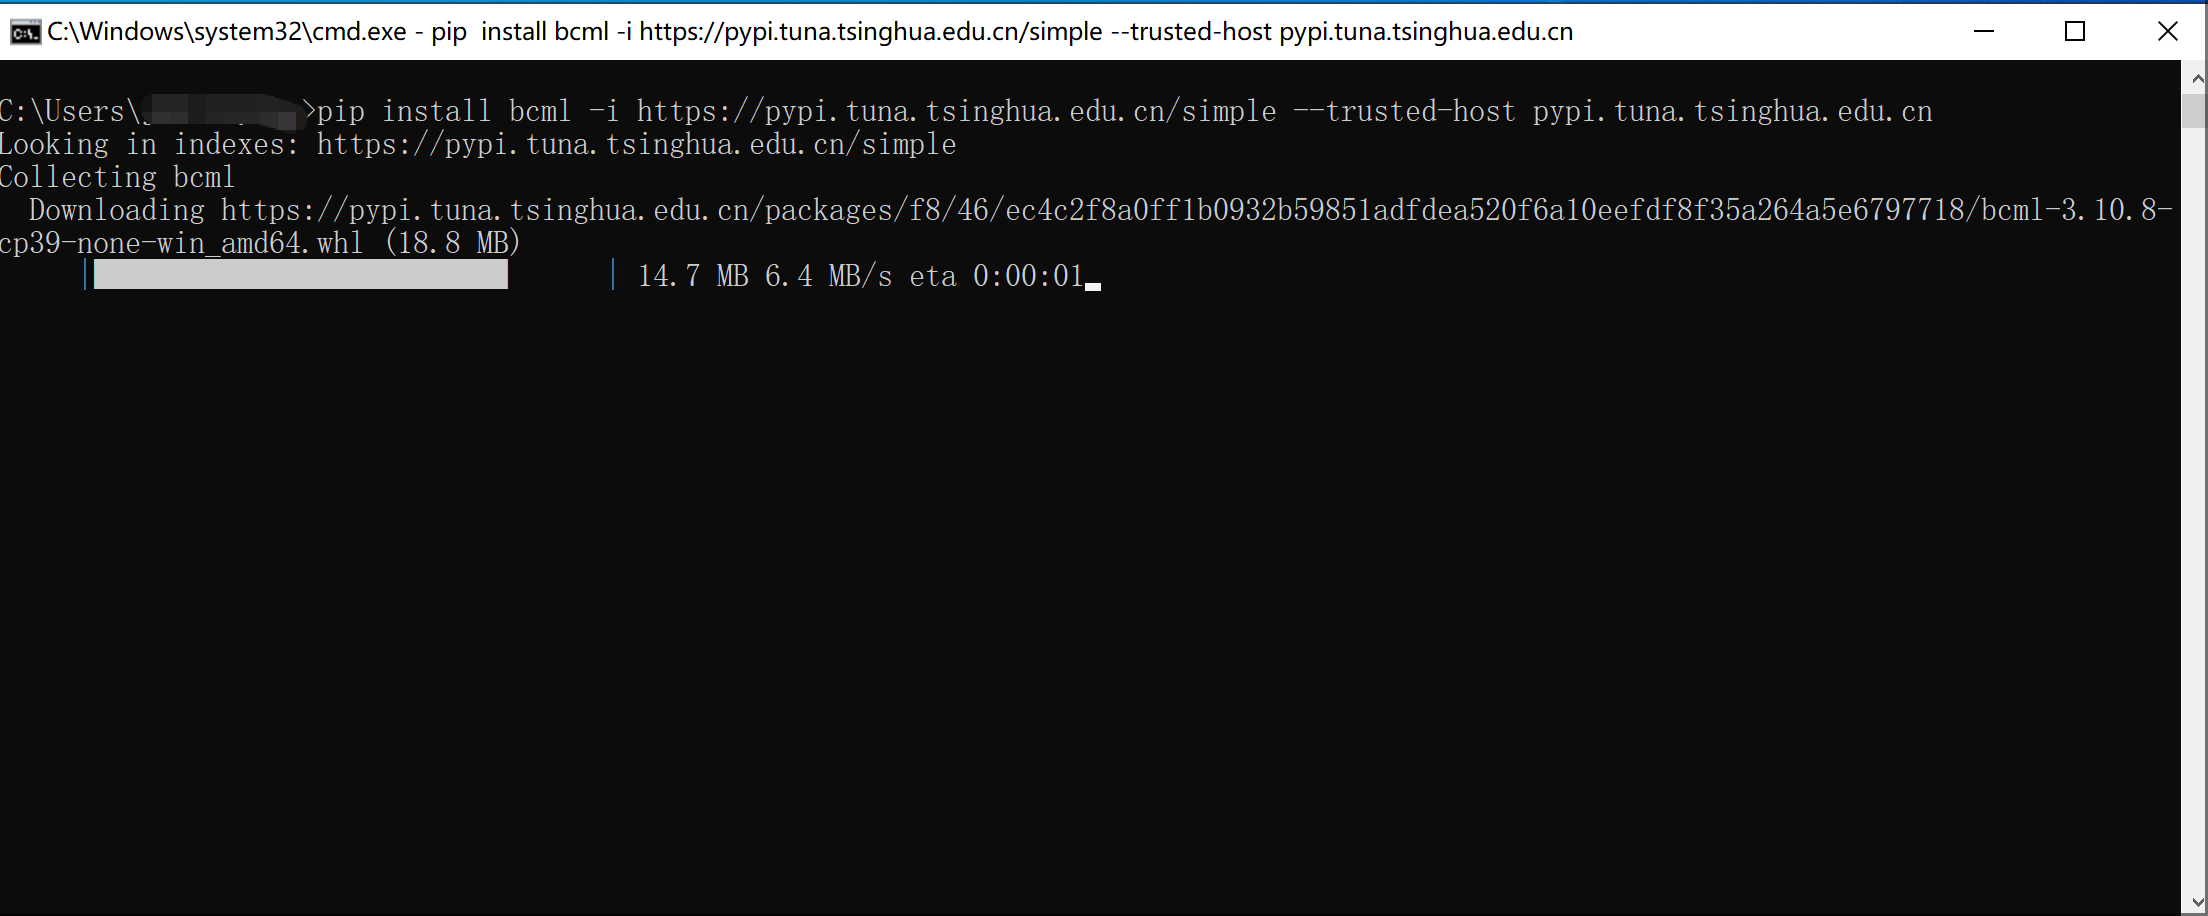 C:\Windows\system32\cmd.exe - pip  install bcml -i https://pypi.tuna.tsinghua.edu.cn/simple --trusted-host pypi.tuna.tsinghua.edu.cn
C:\Users\>pip install bcml -i https://pypi.tuna.tsinghua.edu.cn/simple --trusted-host pypi.tuna.tsinghua.edu.cn
Looking in indexes: https://pypi.tuna.tsinghua.edu.cn/simple
Collecting bcml
  Downloading https://pypi.tuna.tsinghua.edu.cn/packages/f8/46/ec4c2f8a0ff1b0932b59851adfdea520f6a10eefdf8f35a264a5e6797718/bcml-3.10.8-
cp39-none-win_amd64.whl (18.8 MB)
| | 14.7 MB 6.4 MB/s eta 0:00:01